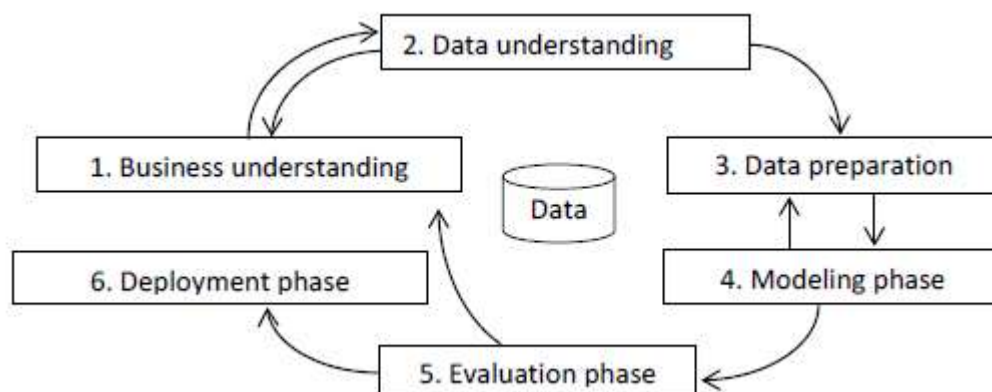 2. Data understanding
1. Business understanding
3. Data preparation
Data
6. Deployment phase
4. Modeling phase
5. Evaluation phase